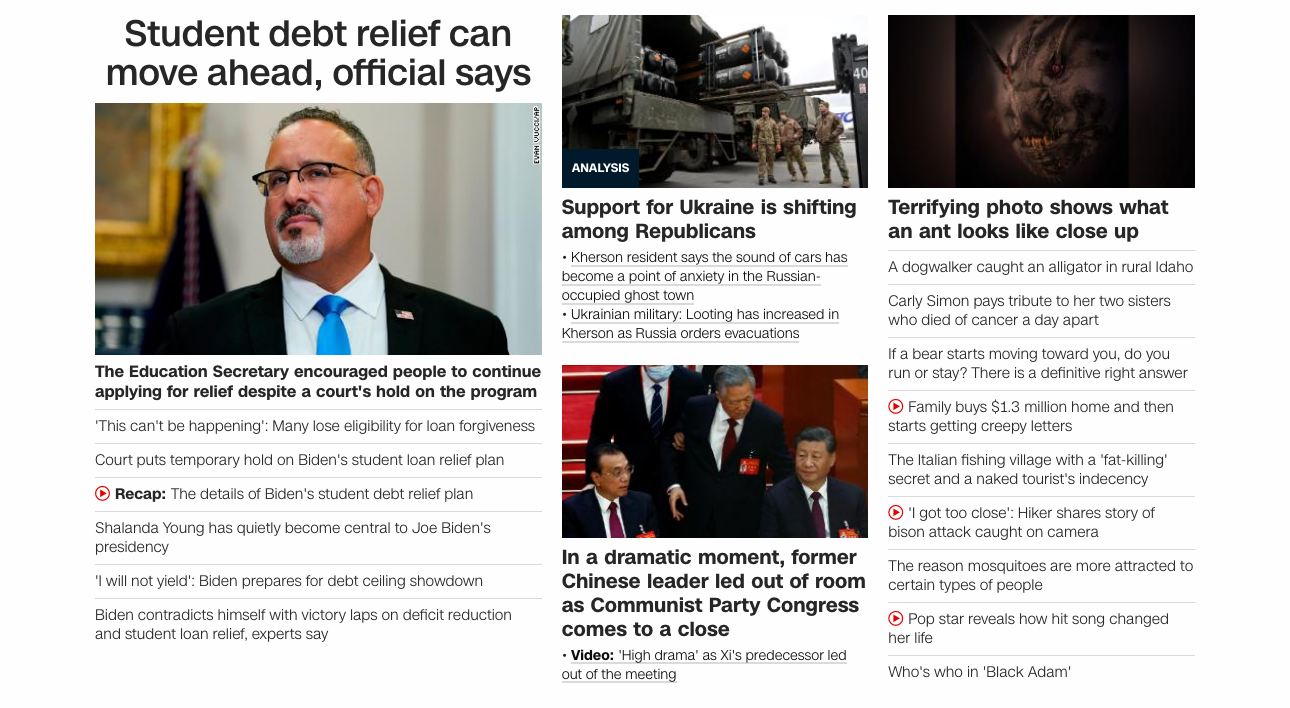 Student debt relief can
move ahead, official says
EVAN VUCCI/AP
The Education Secretary encouraged people to continue
applying for relief despite a court's hold on the program
'This can't be happening': Many lose eligibility for loan forgiveness
Court puts temporary hold on Biden's student loan relief plan
Recap: The details of Biden's student debt relief plan
Shalanda Young has quietly become central to Joe Biden's
presidency
'I will not yield': Biden prepares for debt ceiling showdown
Biden contradicts himself with victory laps on deficit reduction
and student loan relief, experts say
40
ANALYSIS
Support for Ukraine is shifting
among Republicans
• Kherson resident says the sound of cars has
become a point of anxiety in the Russian-
occupied ghost town
• Ukrainian military: Looting has increased in
Kherson as Russia orders evacuations
In a dramatic moment, former
Chinese leader led out of room
as Communist Party Congress
comes to a close
• Video: 'High drama' as Xi's predecessor led
out of the meeting
Terrifying photo shows what
an ant looks like close up
A dogwalker caught an alligator in rural Idaho
Carly Simon pays tribute to her two sisters
who died of cancer a day apart
If a bear starts moving toward you, do you
run or stay? There is a definitive right answer
Family buys $1.3 million home and then
starts getting creepy letters
The Italian fishing village with a 'fat-killing'
secret and a naked tourist's indecency
'I got too close': Hiker shares story of
bison attack caught on camera
The reason mosquitoes are more attracted to
certain types of people
Pop star reveals how hit song changed
her life
Who's who in 'Black Adam'